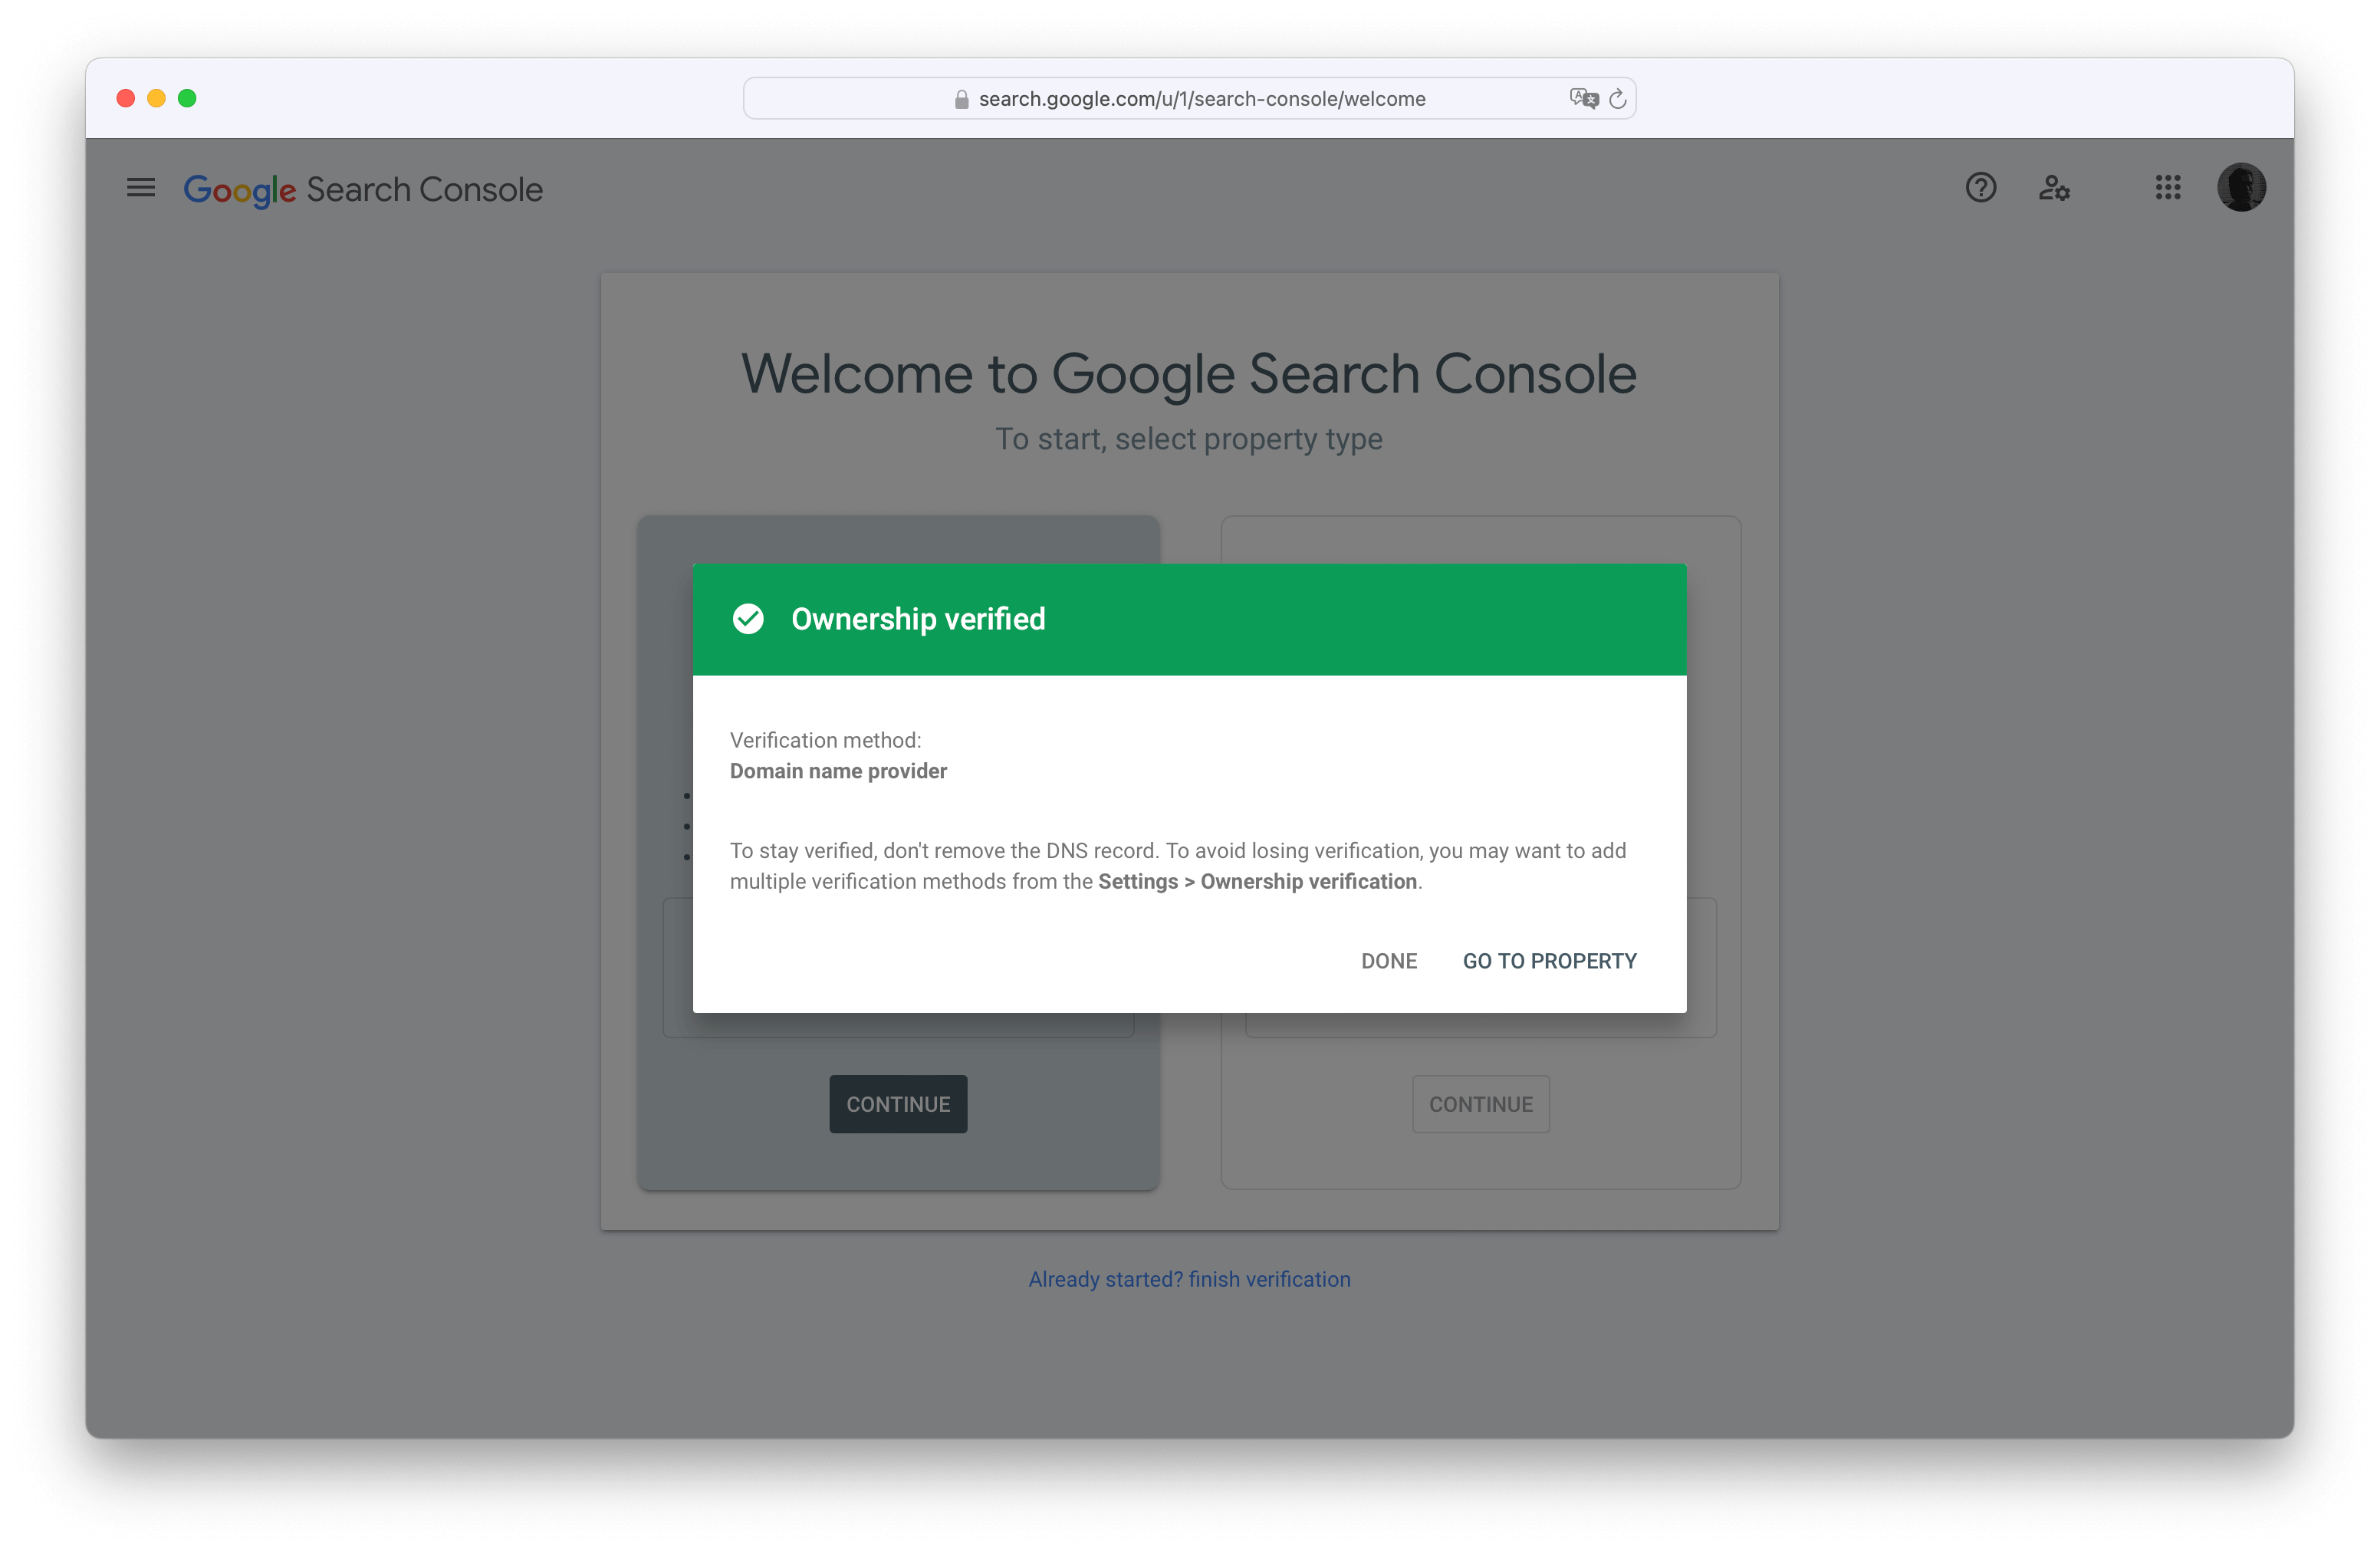 search.google.com/u/1/search-console/welcome
Google Search Console
Welcome to Google Search Console
To start, select property type
Ownership verified
Verification method:
Domain name provider
To stay verified, don't remove the DNS record. To avoid losing verification, you may want to add
multiple verification methods from the Settings > Ownership verification.
DONE GO TO PROPERTY
CONTINUE CONTINUE
Already started? finish verification